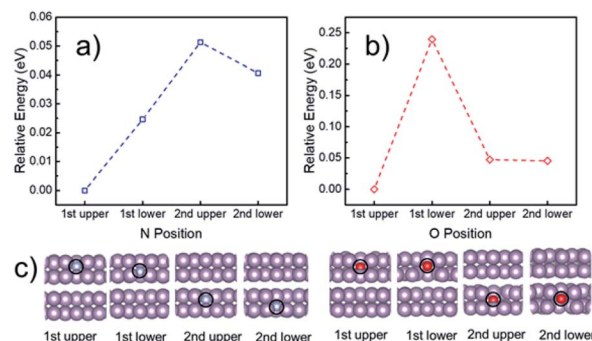 a)
Relative Energy (eV)
0.06
0.05
0.04
0.03
0.02
0.01
0.00
1st upper 1st lower 2nd upper 2nd lower
N Position
b)
Relative Energy (eV)
0.25
0.20
0.15
0.10
0.05
0.00
1st upper 1st lower 2nd upper 2nd lower
O Position
c)
1st upper 1st lower 2nd upper 2nd lower 1st upper 1st lower 2nd upper 2nd lower